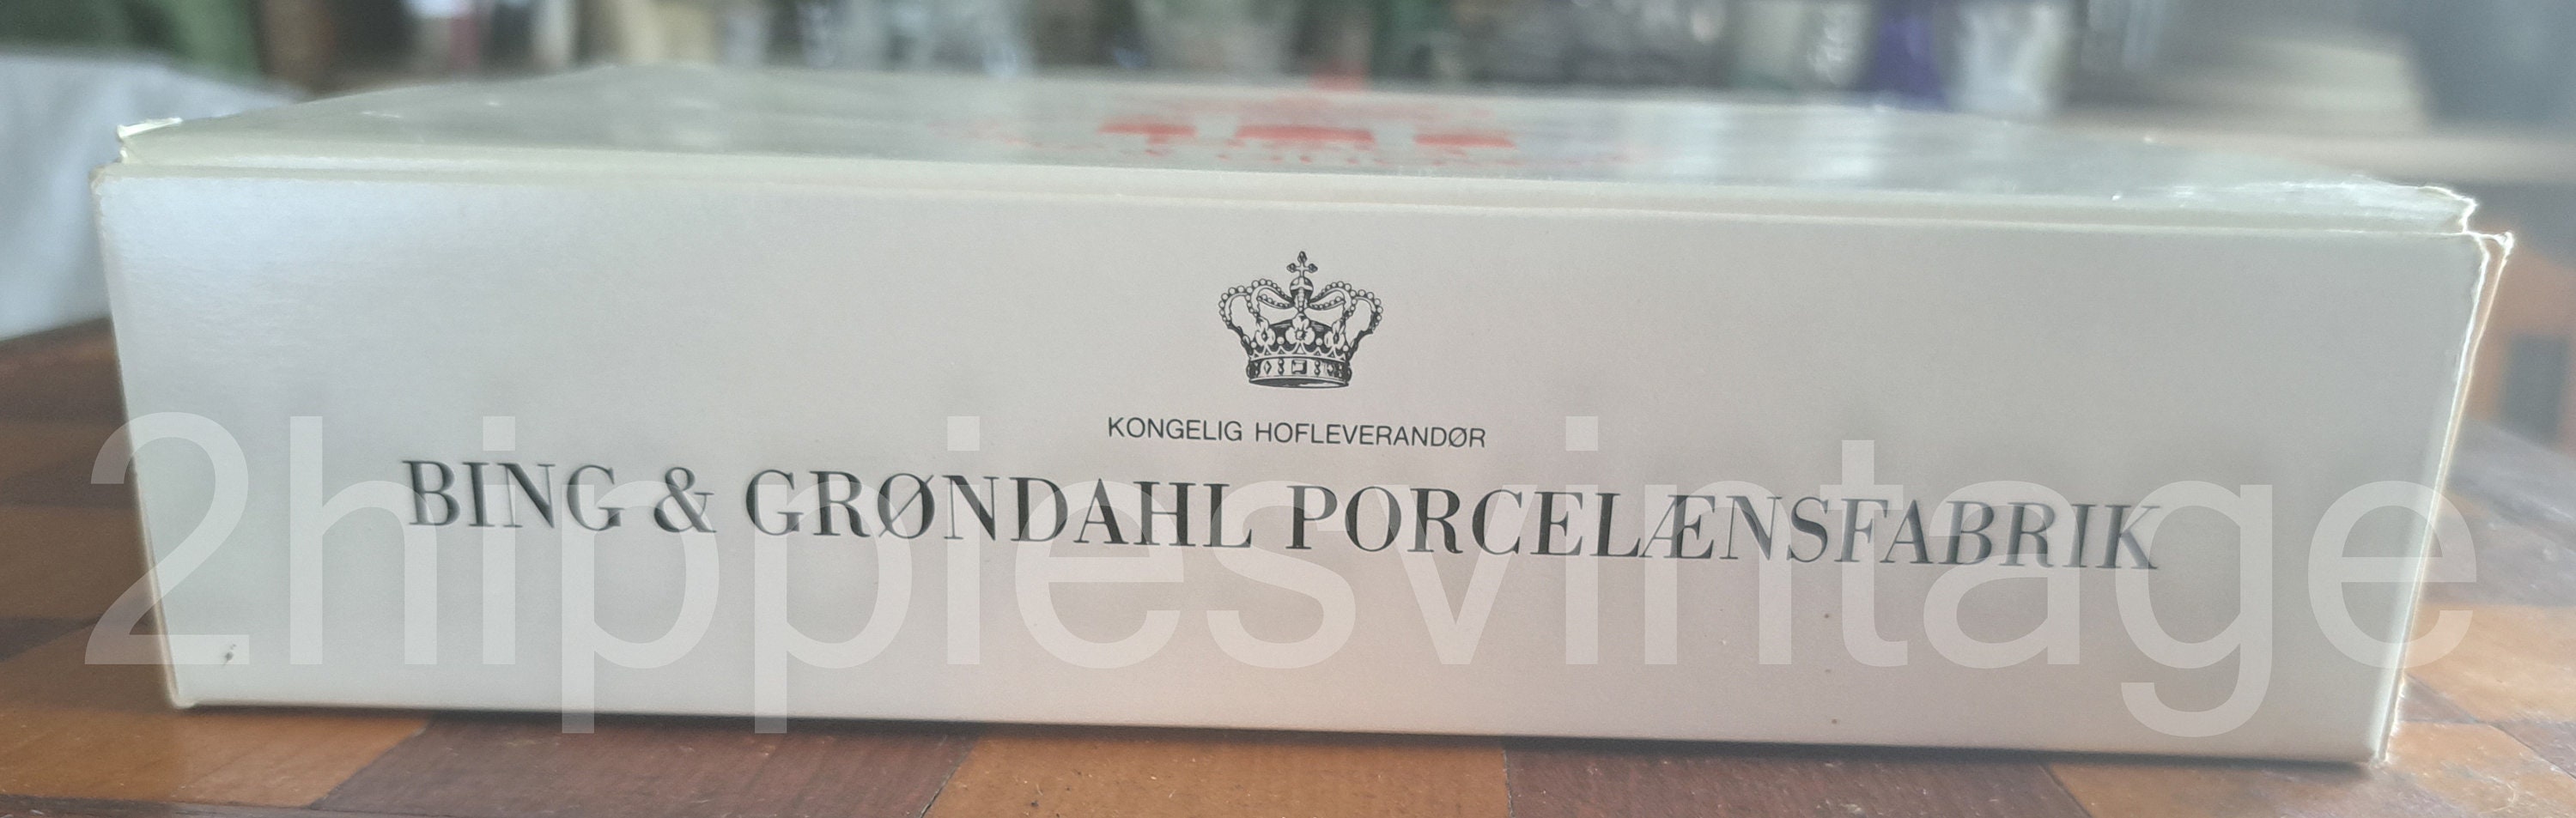 KONGELIG HOFLEVERANDØR
BING & GRØNDAHL PORCELÆNSFABRIK
2hippiesvintage